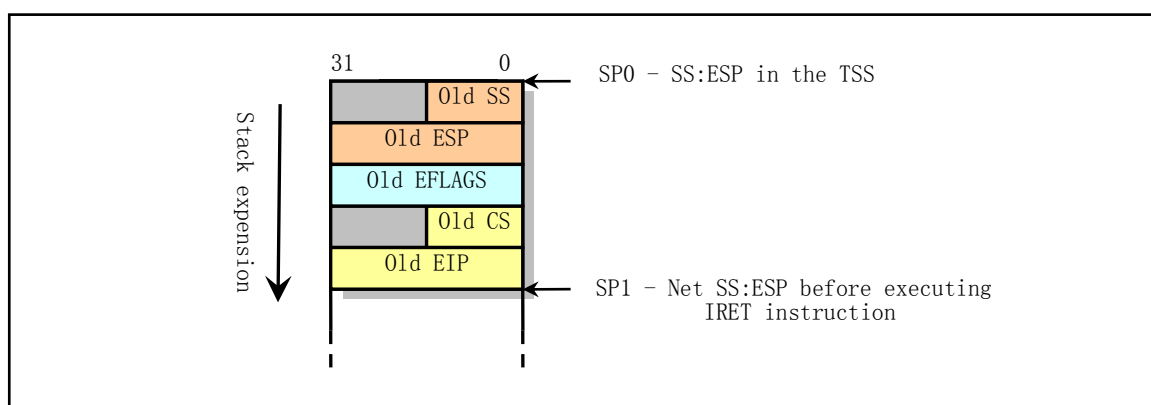 31 0
SP0 - SS:ESP in the TSS
Old SS
Old ESP
Old EFLAGS
Old CS
Old EIP
Stack expension
SP1 - Net SS:ESP before executing
IRET instruction